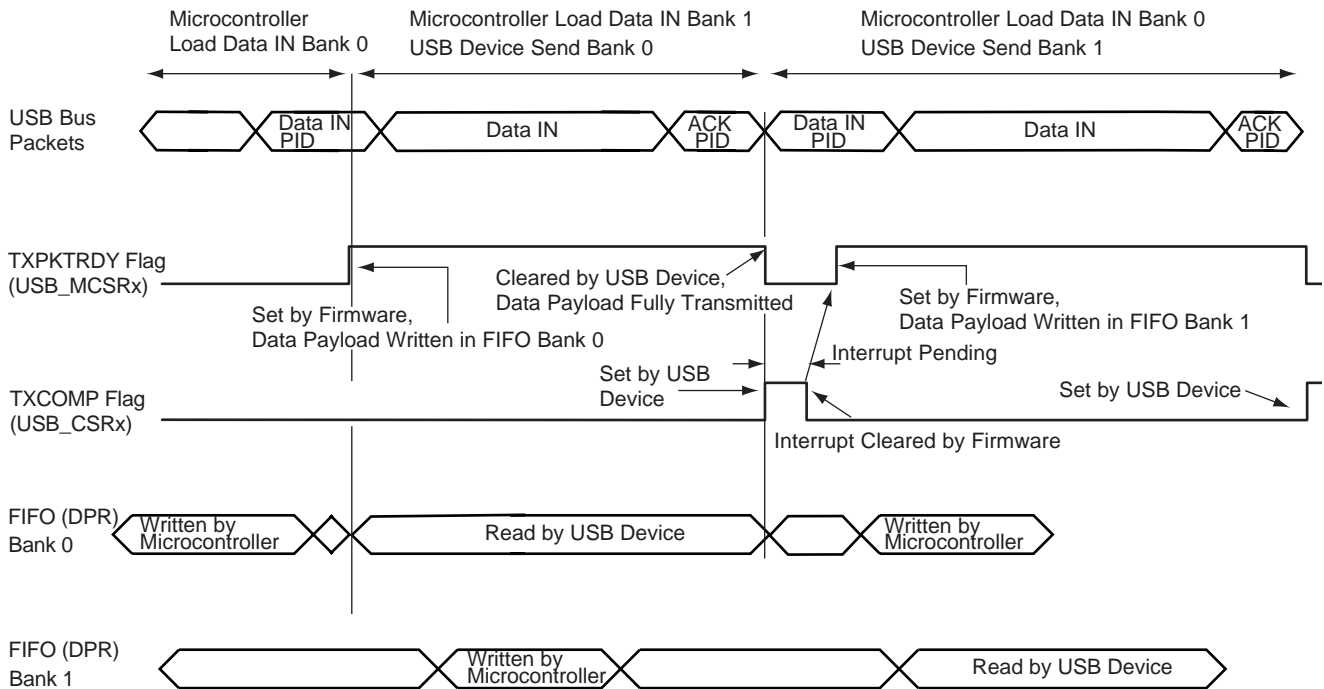 Microcontroller
Load Data IN Bank 0
Microcontroller Load Data IN Bank 1
USB Device Send Bank 0
Microcontroller Load Data IN Bank 0
USB Device Send Bank 1
USB Bus
Packets
Data IN
PID
Data IN
ACK
PID
Data IN
PID
Data IN
ACK
PID
TXPKTRDY Flag
(USB_MCSRx)
Set by Firmware,
Data Payload Written in FIFO Bank 0
Cleared by USB Device,
Data Payload Fully Transmitted
Set by Firmware,
Data Payload Written in FIFO Bank 1
Interrupt Pending
TXCOMP Flag
(USB_CSRx)
Set by USB
Device
Set by USB Device
Interrupt Cleared by Firmware
FIFO (DPR)
Bank 0
Written by
Microcontroller
Read by USB Device
Written by
Microcontroller
FIFO (DPR)
Bank 1
Written by
Microcontroller
Read by USB Device